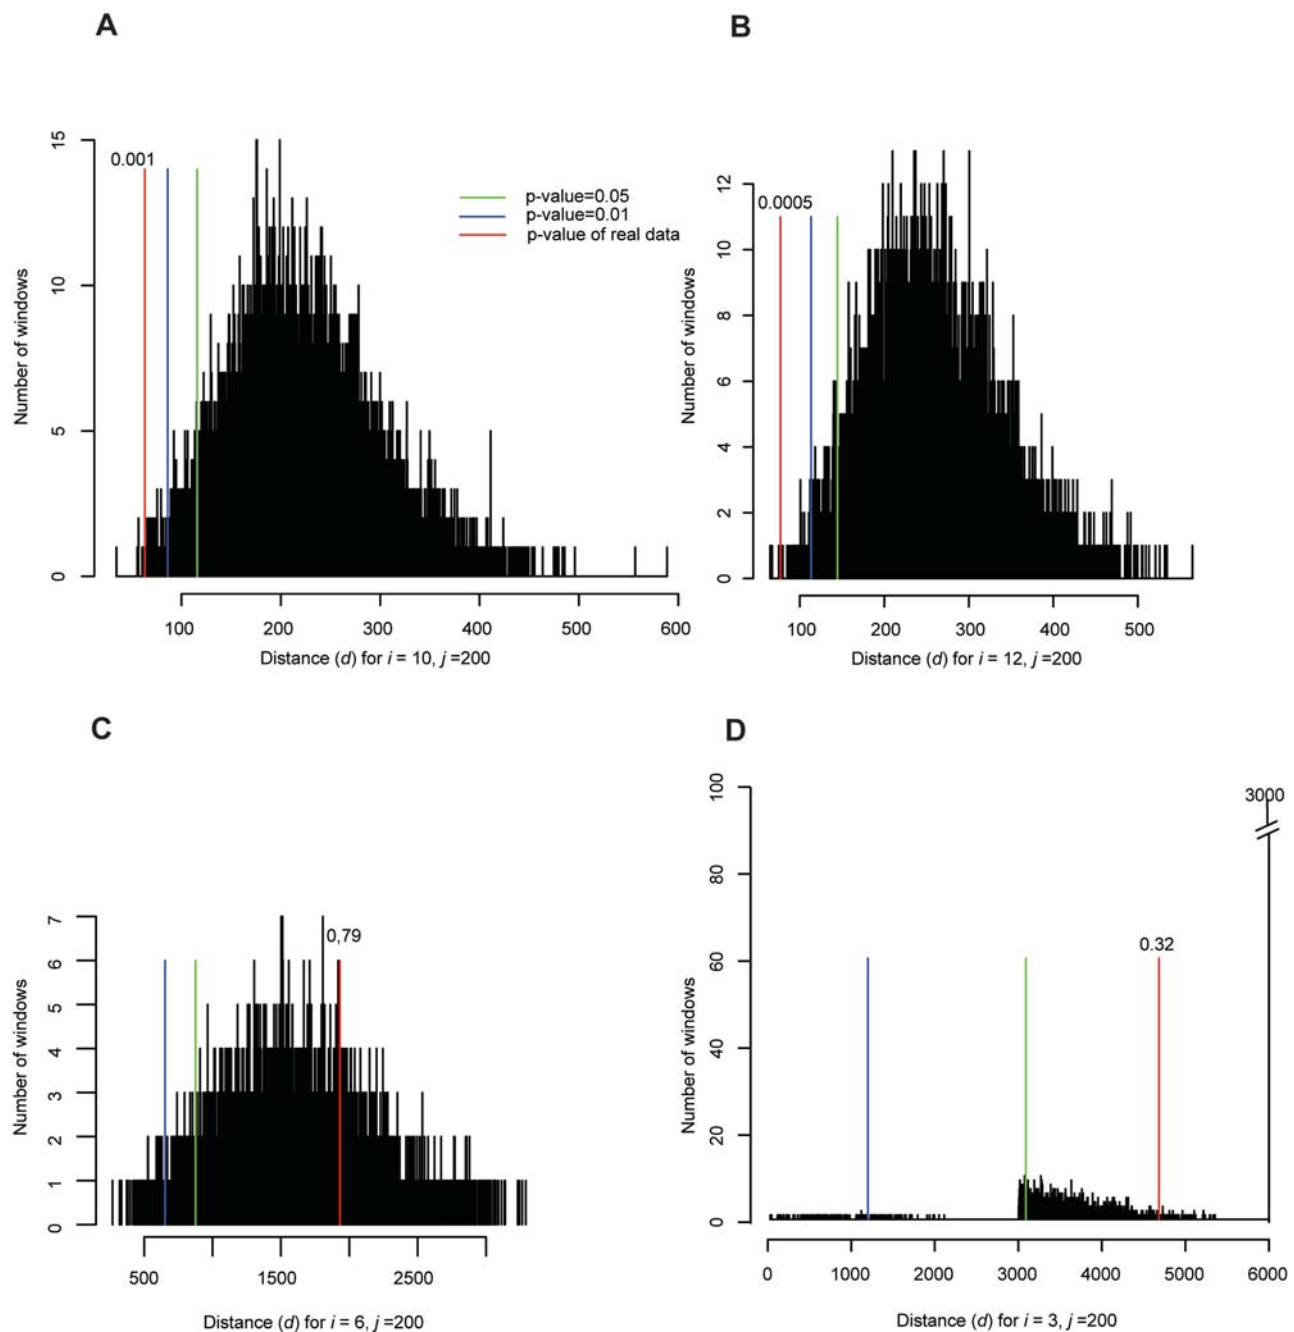 A
B
15
10
5
0
Number of windows
0.001
p-value=0.05
p-value=0.01
p-value of real data
100 200 300 400 500 600
Distance (d) for i = 10, j =200
12
10
8
6
4
2
0
Number of windows
0.0005
100 200 300 400 500
Distance (d) for i = 12, j =200
C
D
7
6
5
4
3
2
1
0
Number of windows
0,79
500 1500 2500
Distance (d) for i = 6, j =200
100
80
60
40
20
0
Number of windows
3000
0.32
0 1000 2000 3000 4000 5000 6000
Distance (d) for i = 3, j =200